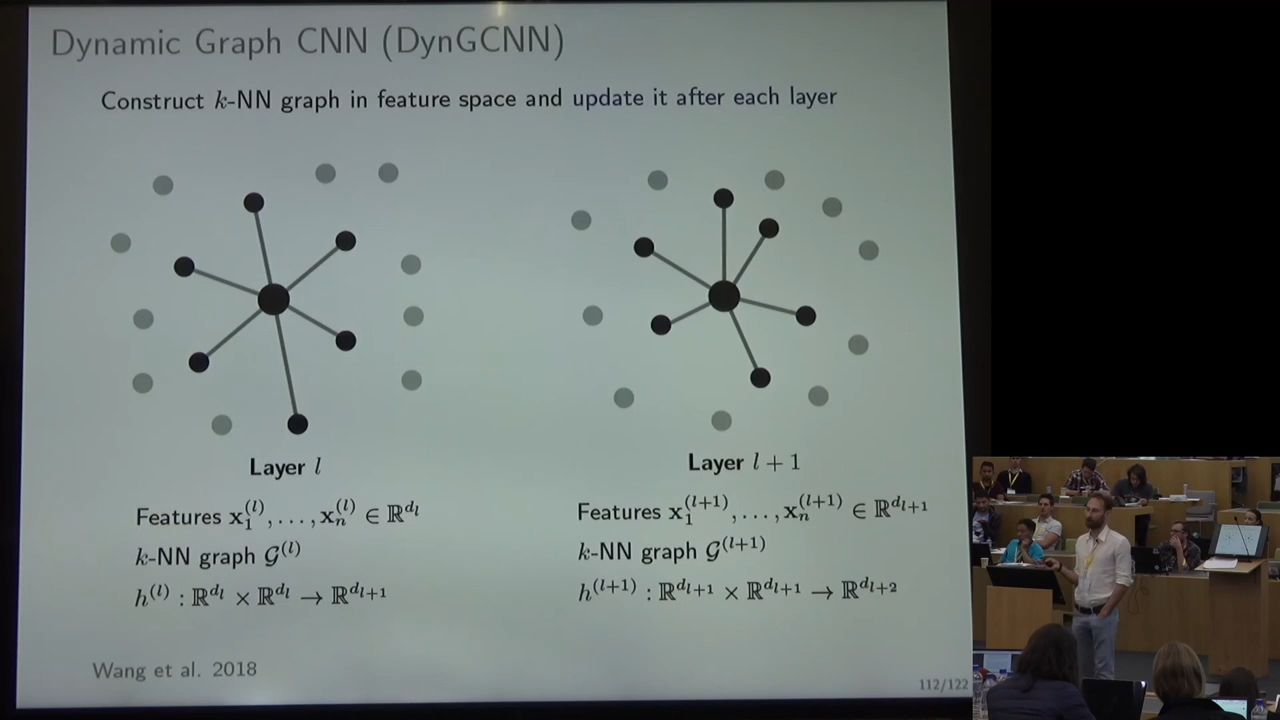 Dynamic Graph CNN (DynGCNN)
Construct k-NN graph in feature space and update it after each layer
Layer l
Features x₁⁽ˡ⁾, . . . , xₙ⁽ˡ⁾ ∈ ℝ^{d_l}
k-NN graph 𝒢⁽ˡ⁾
h⁽ˡ⁾ : ℝ^{d_l} × ℝ^{d_l} → ℝ^{d_{l+1}}
Layer l + 1
Features x₁⁽ˡ⁺¹⁾, . . . , xₙ⁽ˡ⁺¹⁾ ∈ ℝ^{d_{l+1}}
k-NN graph 𝒢⁽ˡ⁺¹⁾
h⁽ˡ⁺¹⁾ : ℝ^{d_{l+1}} × ℝ^{d_{l+1}} → ℝ^{d_{l+2}}
Wang et al. 2018
112/122